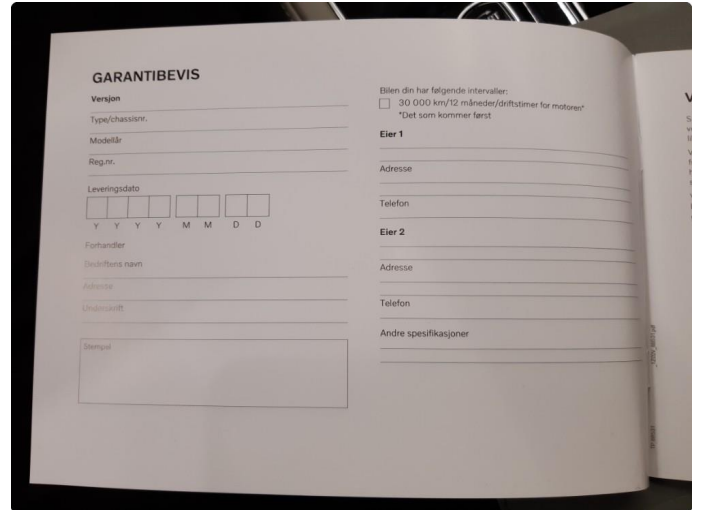 GARANTIBEVIS
Versjon
Type/chassisnr.
Modellår
Reg.nr.
Leveringsdato
Y Y Y Y M M D D
Forhandler
Bedriftens navn
Adresse
Underskrift
Stempel
Bilen din har følgende intervaller:
30 000 km/12 måneder/driftstimer for motoren*
*Det som kommer først
Eier 1
Adresse
Telefon
Eier 2
Adresse
Telefon
Andre spesifikasjoner